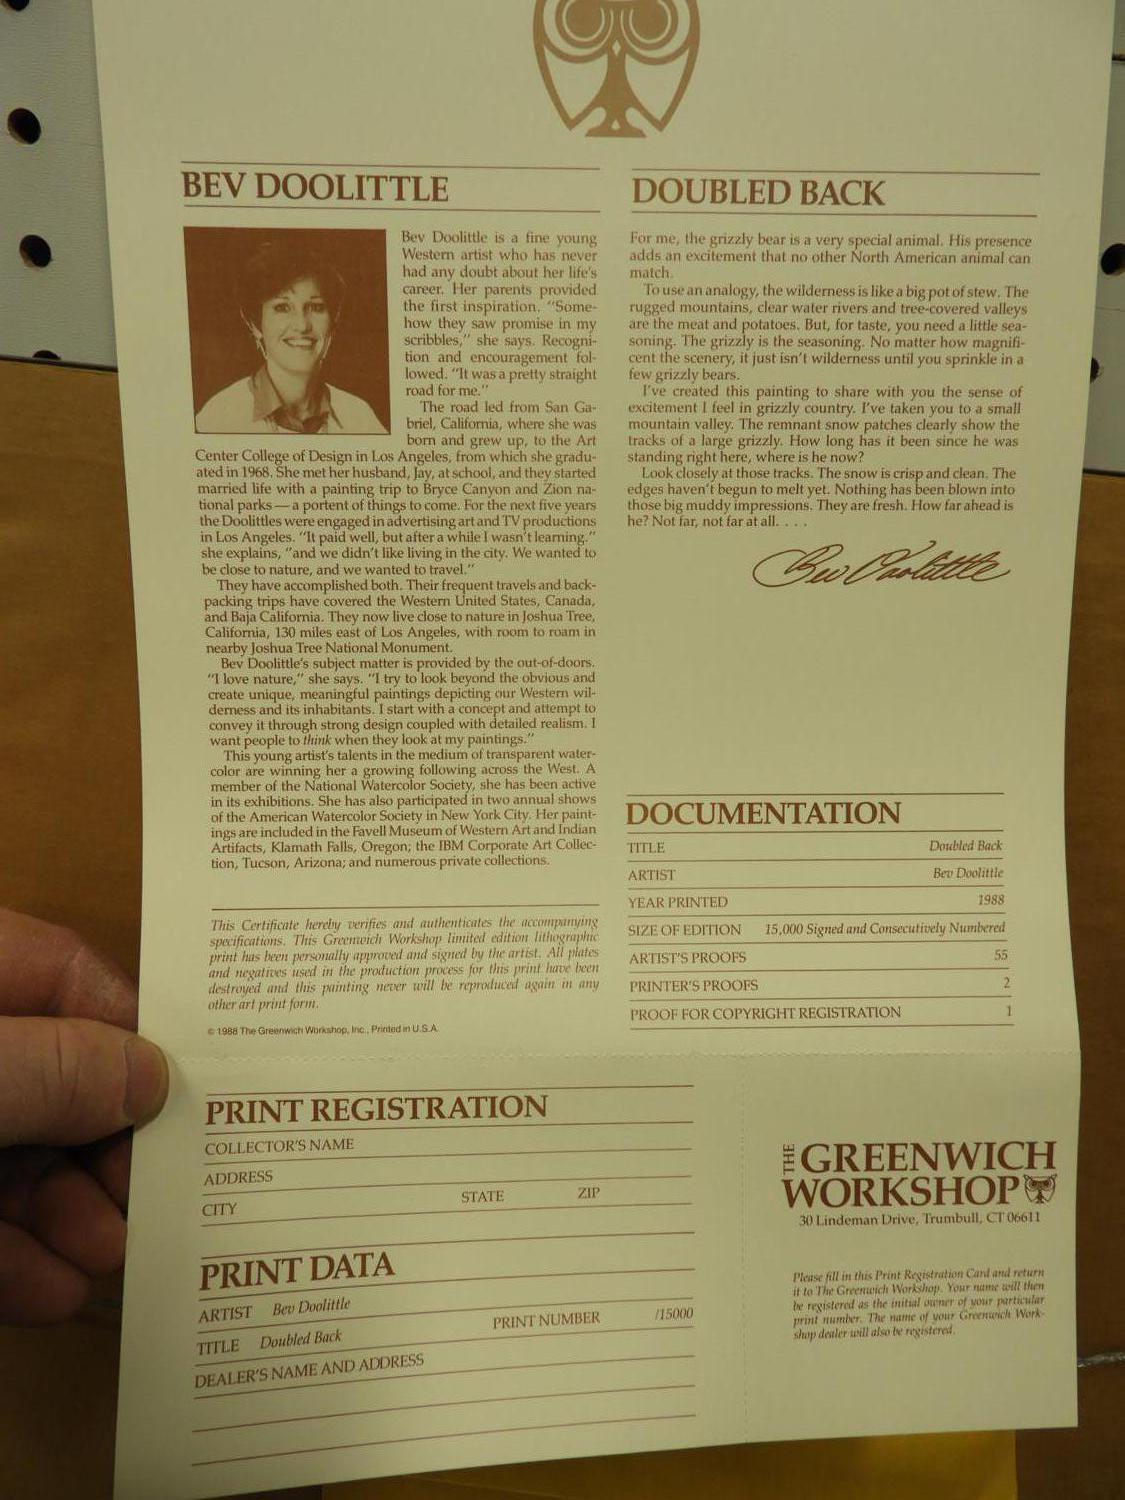 BEV DOOLITTLE
Bev Doolittle is a fine young
Western artist who has never
had any doubt about her life's
career. Her parents provided
the first inspiration. "Some-
how they saw promise in my
scribbles," she says. Recogni-
tion and encouragement fol-
lowed. "It was a pretty straight
road for me."
The road led from San Ga-
briel, California, where she was
born and grew up, to the Art
Center College of Design in Los Angeles, from which she gradu-
ated in 1968. She met her husband, Jay, at school, and they started
married life with a painting trip to Bryce Canyon and Zion na-
tional parks — a portent of things to come. For the next five years
the Doolittles were engaged in advertising art and TV productions
in Los Angeles. "It paid well, but after a while I wasn't learning."
she explains, "and we didn't like living in the city. We wanted to
be close to nature, and we wanted to travel."
They have accomplished both. Their frequent travels and back-
packing trips have covered the Western United States, Canada,
and Baja California. They now live close to nature in Joshua Tree,
California, 130 miles east of Los Angeles, with room to roam in
nearby Joshua Tree National Monument.
Bev Doolittle's subject matter is provided by the out-of-doors.
"I love nature," she says. "I try to look beyond the obvious and
create unique, meaningful paintings depicting our Western wil-
derness and its inhabitants. I start with a concept and attempt to
convey it through strong design coupled with detailed realism. I
want people to think when they look at my paintings."
This young artist's talents in the medium of transparent water-
color are winning her a growing following across the West. A
member of the National Watercolor Society, she has been active
in its exhibitions. She has also participated in two annual shows
of the American Watercolor Society in New York City. Her paint-
ings are included in the Favell Museum of Western Art and Indian
Artifacts, Klamath Falls, Oregon; the IBM Corporate Art Collec-
tion, Tucson, Arizona; and numerous private collections.
This Certificate hereby verifies and authenticates the accompanying
specifications. This Greenwich Workshop limited edition lithographic
print has been personally approved and signed by the artist. All plates
and negatives used in the production process for this print have been
destroyed and this painting never will be reproduced again in any
other art print form.
© 1988 The Greenwich Workshop, Inc., Printed in U.S.A.
DOUBLED BACK
For me, the grizzly bear is a very special animal. His presence
adds an excitement that no other North American animal can
match.
To use an analogy, the wilderness is like a big pot of stew. The
rugged mountains, clear water rivers and tree-covered valleys
are the meat and potatoes. But, for taste, you need a little sea-
soning. The grizzly is the seasoning. No matter how magnifi-
cent the scenery, it just isn't wilderness until you sprinkle in a
few grizzly bears.
I've created this painting to share with you the sense of
excitement I feel in grizzly country. I've taken you to a small
mountain valley. The remnant snow patches clearly show the
tracks of a large grizzly. How long has it been since he was
standing right here, where is he now?
Look closely at those tracks. The snow is crisp and clean. The
edges haven't begun to melt yet. Nothing has been blown into
those big muddy impressions. They are fresh. How far ahead is
he? Not far, not far at all. . . .
Bev Doolittle
DOCUMENTATION
TITLE Doubled Back
ARTIST Bev Doolittle
YEAR PRINTED 1988
SIZE OF EDITION 15,000 Signed and Consecutively Numbered
ARTIST'S PROOFS 55
PRINTER'S PROOFS 2
PROOF FOR COPYRIGHT REGISTRATION 1
PRINT REGISTRATION
COLLECTOR'S NAME
ADDRESS
CITY STATE ZIP
PRINT DATA
ARTIST Bev Doolittle
TITLE Doubled Back PRINT NUMBER /15000
DEALER'S NAME AND ADDRESS
THE GREENWICH
WORKSHOP
30 Lindeman Drive, Trumbull, CT 06611
Please fill in this Print Registration Card and return
it to The Greenwich Workshop. Your name will then
be registered as the initial owner of your particular
print number. The name of your Greenwich Work-
shop dealer will also be registered.